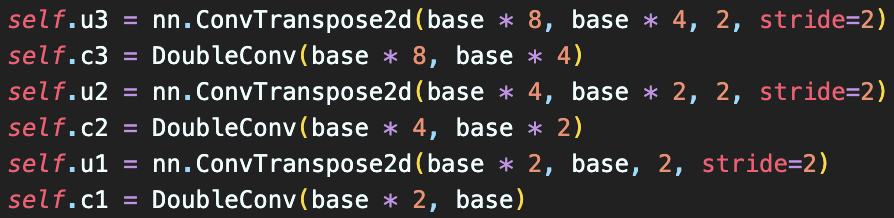 self.u3 = nn.ConvTranspose2d(base * 8, base * 4, 2, stride=2)
self.c3 = DoubleConv(base * 8, base * 4)
self.u2 = nn.ConvTranspose2d(base * 4, base * 2, 2, stride=2)
self.c2 = DoubleConv(base * 4, base * 2)
self.u1 = nn.ConvTranspose2d(base * 2, base, 2, stride=2)
self.c1 = DoubleConv(base * 2, base)